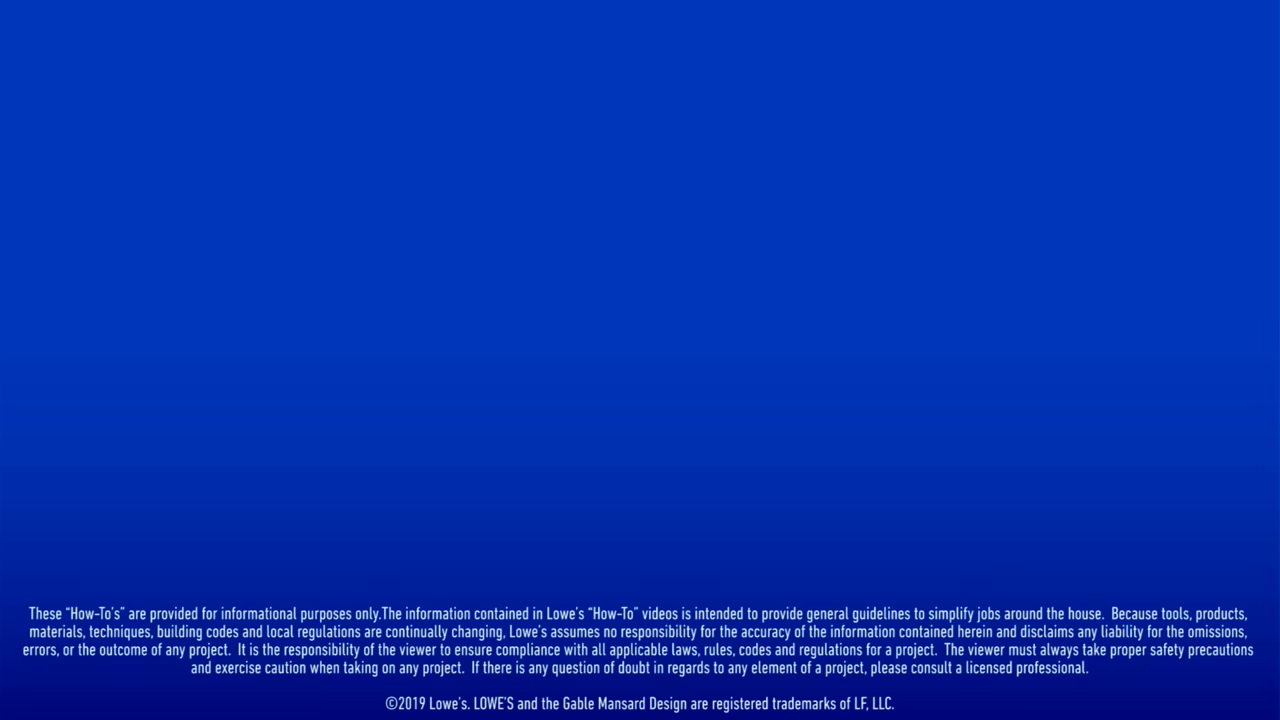 These “How-To’s” are provided for informational purposes only.The information contained in Lowe’s “How-To” videos is intended to provide general guidelines to simplify jobs around the house.  Because tools, products,
materials, techniques, building codes and local regulations are continually changing, Lowe’s assumes no responsibility for the accuracy of the information contained herein and disclaims any liability for the omissions,
errors, or the outcome of any project.  It is the responsibility of the viewer to ensure compliance with all applicable laws, rules, codes and regulations for a project.  The viewer must always take proper safety precautions
and exercise caution when taking on any project.  If there is any question of doubt in regards to any element of a project, please consult a licensed professional.
©2019 Lowe’s. LOWE’S and the Gable Mansard Design are registered trademarks of LF, LLC.